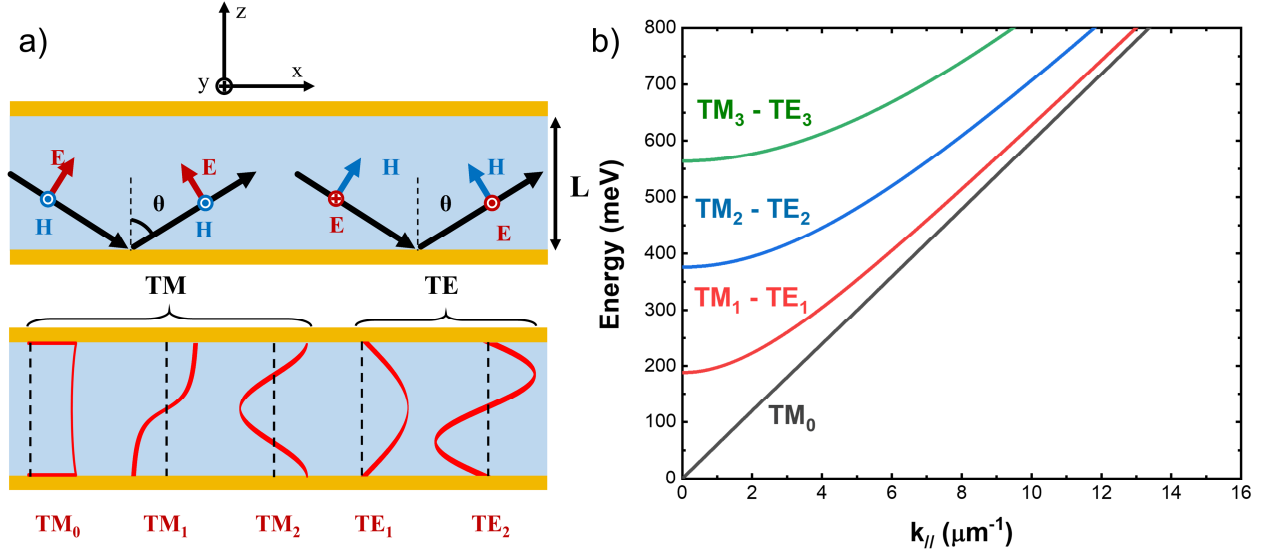 a)
z
x
y
E
H
θ
E
H
H
E
θ
H
E
L
TM
TE
TM₀
TM₁
TM₂
TE₁
TE₂
b)
Energy (meV)
800
700
600
500
400
300
200
100
0
TM₃ - TE₃
TM₂ - TE₂
TM₁ - TE₁
TM₀
0 2 4 6 8 10 12 14 16
k// (μm⁻¹)